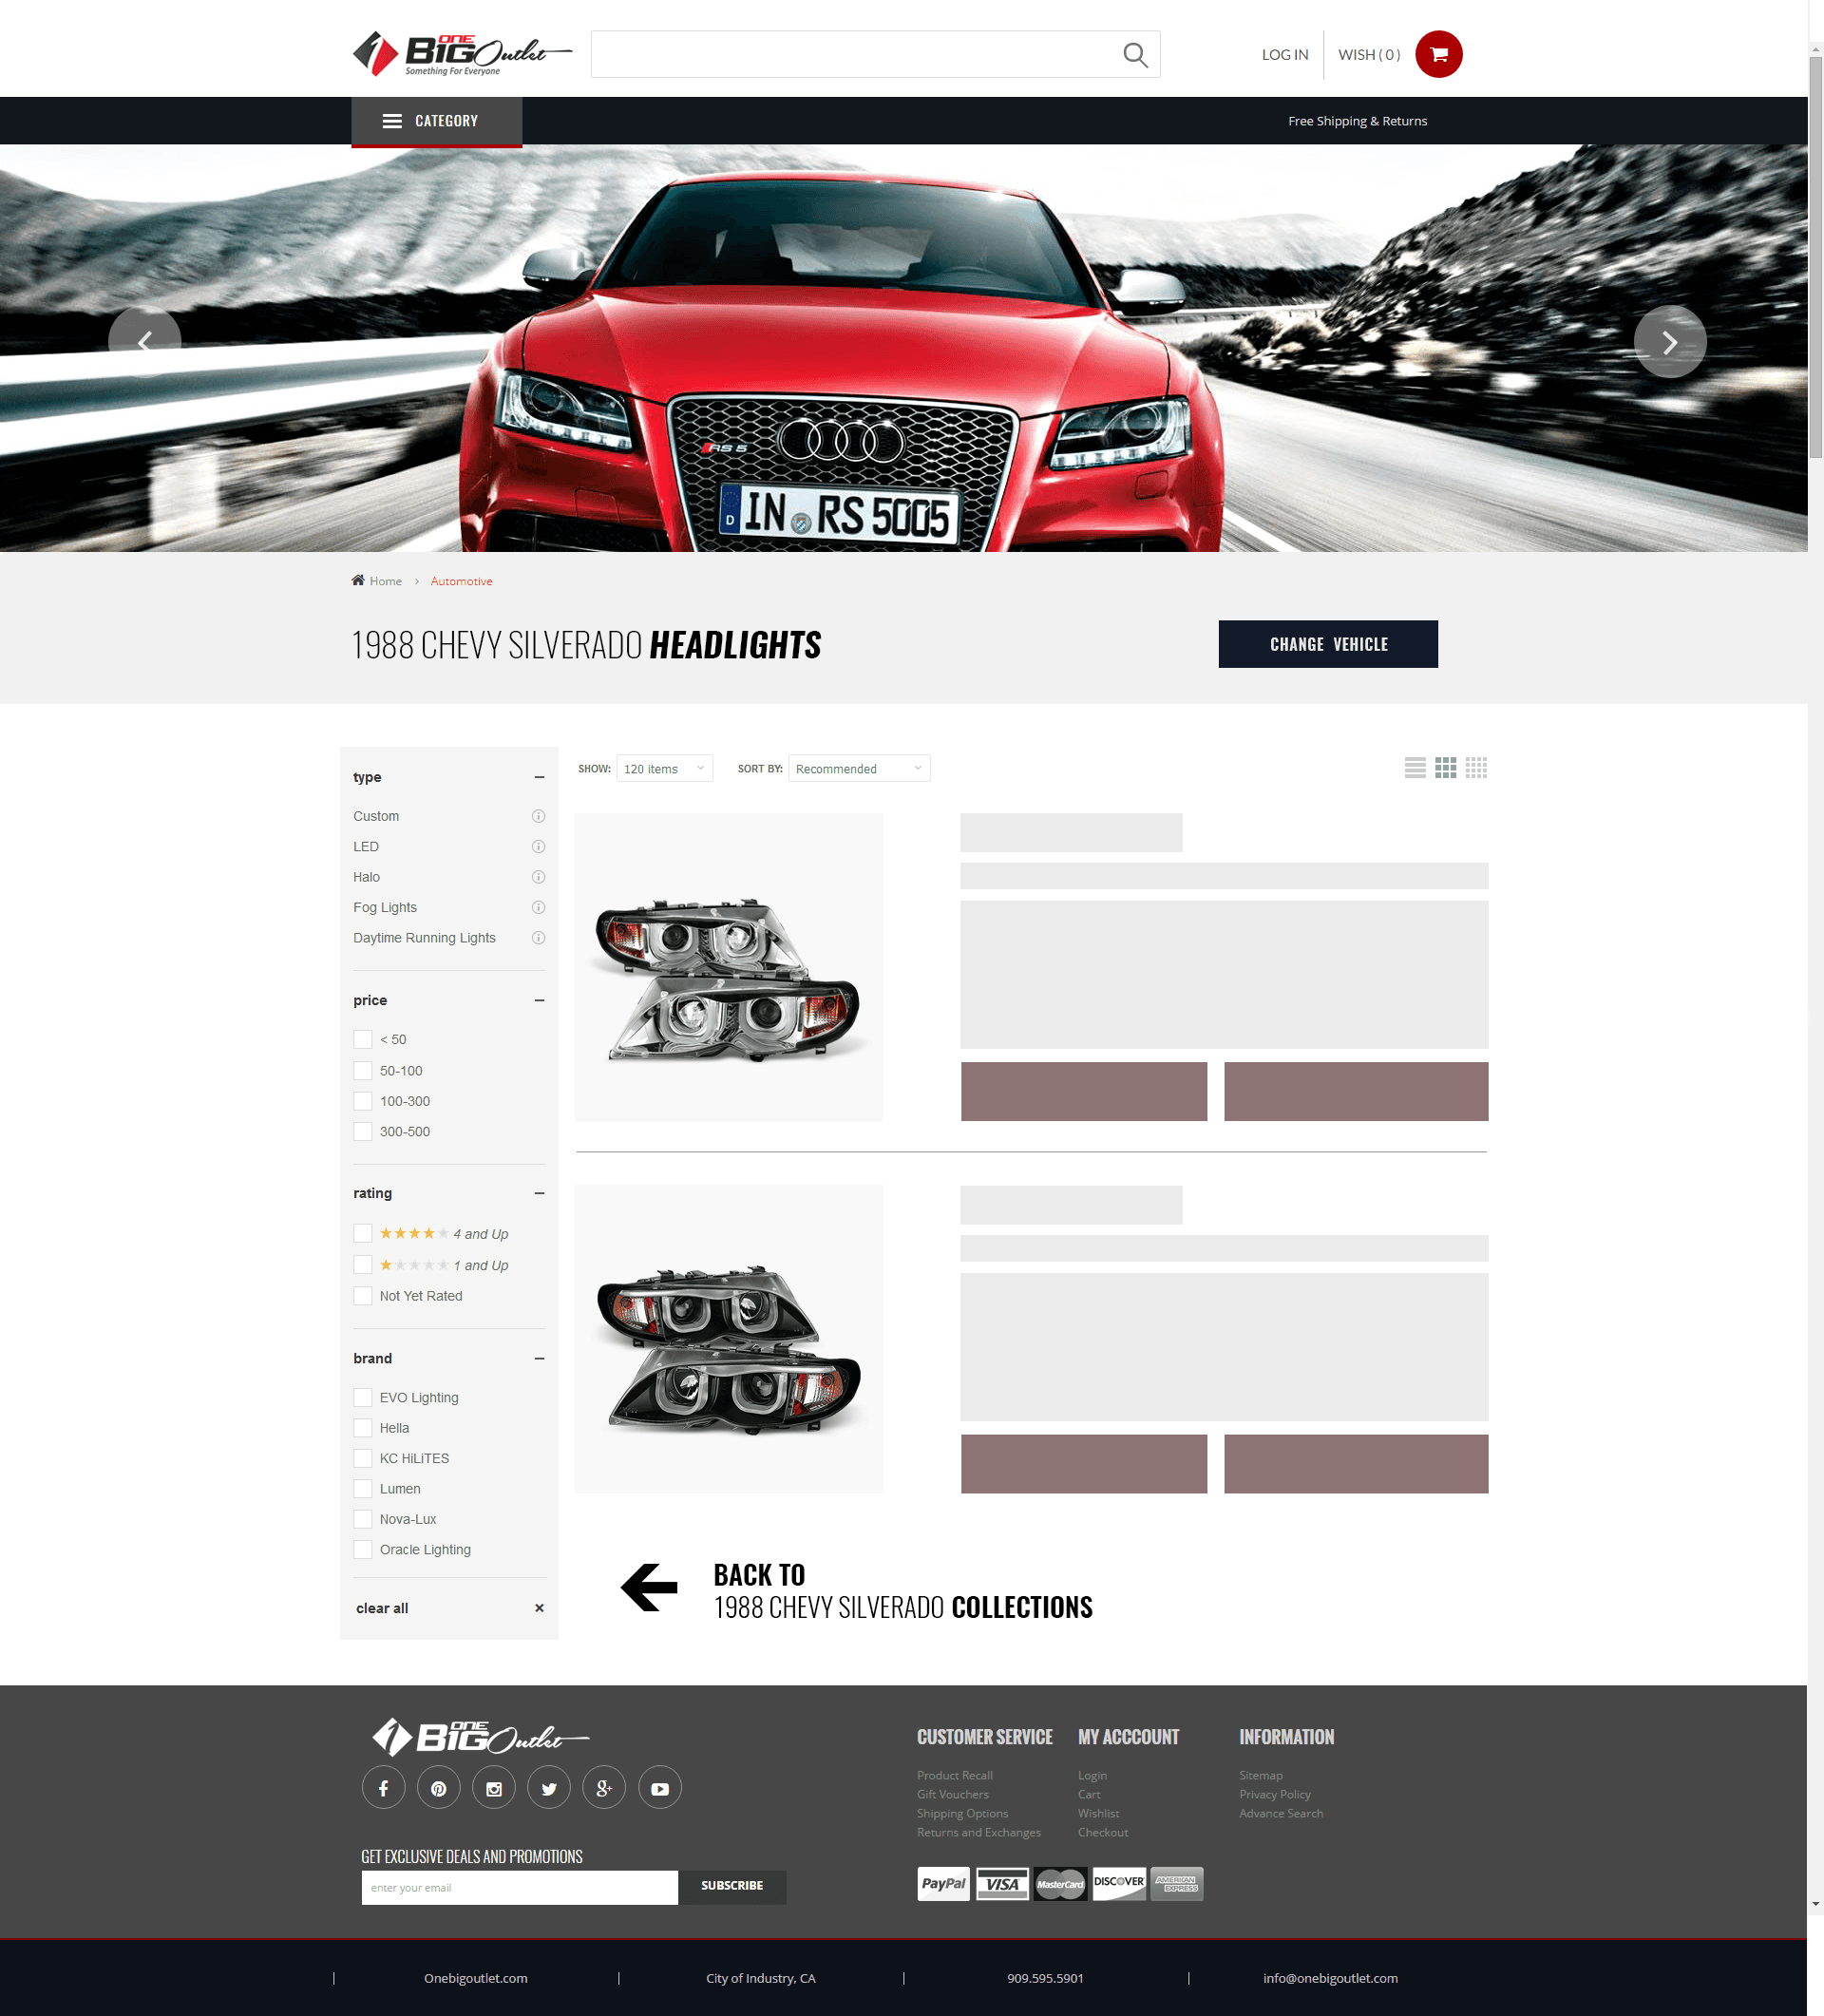 ONE
BIG Outlet
Something For Everyone
LOG IN
WISH ( 0 )
CATEGORY
Free Shipping & Returns
RS 5
D IN RS 5005
Home > Automotive
1988 CHEVY SILVERADO HEADLIGHTS
CHANGE VEHICLE
type
Custom
LED
Halo
Fog Lights
Daytime Running Lights
price
< 50
50-100
100-300
300-500
rating
4 and Up
1 and Up
Not Yet Rated
brand
EVO Lighting
Hella
KC HiLiTES
Lumen
Nova-Lux
Oracle Lighting
clear all
SHOW: 120 items
SORT BY: Recommended
BACK TO
1988 CHEVY SILVERADO COLLECTIONS
ONE
BIG Outlet
GET EXCLUSIVE DEALS AND PROMOTIONS
enter your email
SUBSCRIBE
CUSTOMER SERVICE
Product Recall
Gift Vouchers
Shipping Options
Returns and Exchanges
MY ACCCOUNT
Login
Cart
Wishlist
Checkout
INFORMATION
Sitemap
Privacy Policy
Advance Search
PayPal
VISA
MasterCard
DISCOVER
AMERICAN
EXPRESS
Onebigoutlet.com
City of Industry, CA
909.595.5901
info@onebigoutlet.com